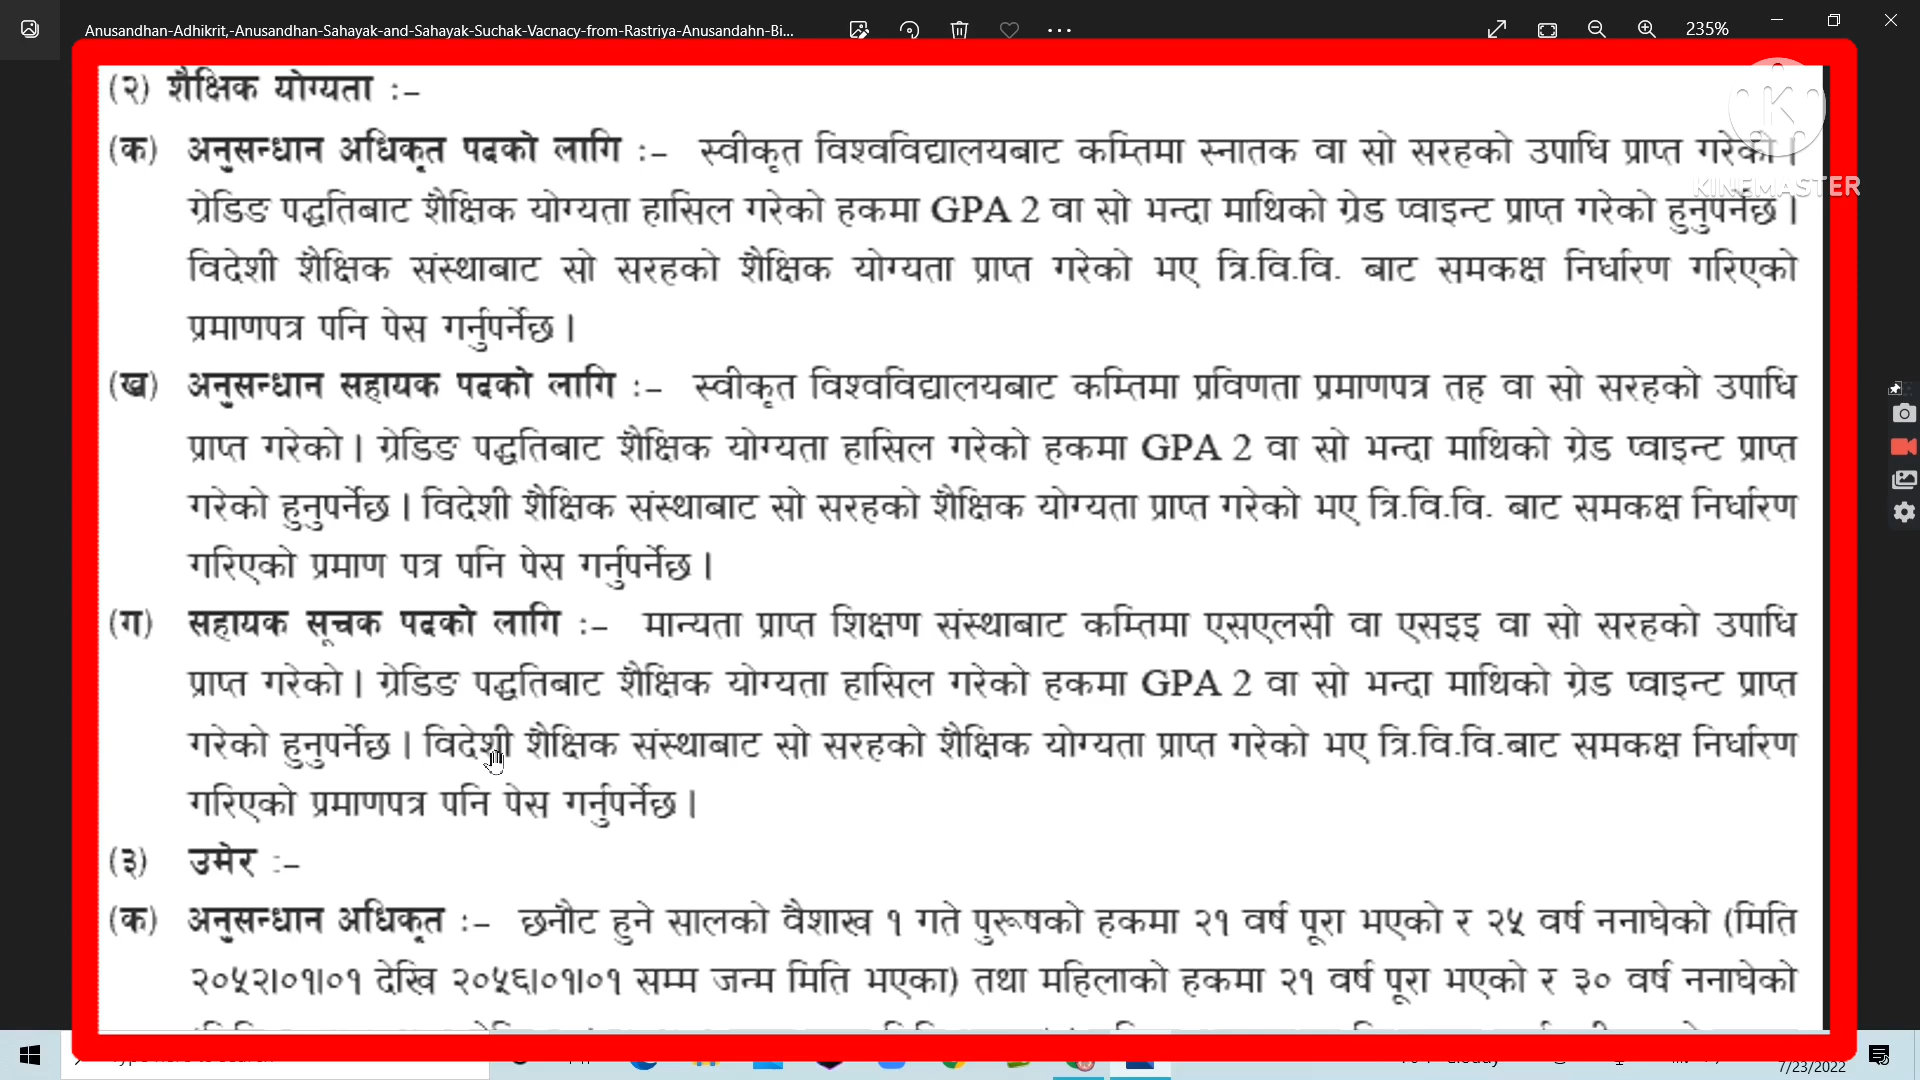 Anusandhan-Adhikrit,-Anusandhan-Sahayak-and-Sahayak-Suchak-Vacnacy-from-Rastriya-Anusandahn-Bi...
235%
(२) शैक्षिक योग्यता :–
(क) अनुसन्धान अधिकृत पदको लागि :– स्वीकृत विश्वविद्यालयबाट कम्तिमा स्नातक वा सो सरहको उपाधि प्राप्त गरेको ।
ग्रेडिङ पद्धतिबाट शैक्षिक योग्यता हासिल गरेको हकमा GPA 2 वा सो भन्दा माथिको ग्रेड प्वाइन्ट प्राप्त गरेको हुनुपर्नेछ ।
विदेशी शैक्षिक संस्थाबाट सो सरहको शैक्षिक योग्यता प्राप्त गरेको भए त्रि.वि.वि. बाट समकक्ष निर्धारण गरिएको
प्रमाणपत्र पनि पेस गर्नुपर्नेछ ।
(ख) अनुसन्धान सहायक पदको लागि :– स्वीकृत विश्वविद्यालयबाट कम्तिमा प्रविणता प्रमाणपत्र तह वा सो सरहको उपाधि
प्राप्त गरेको । ग्रेडिङ पद्धतिबाट शैक्षिक योग्यता हासिल गरेको हकमा GPA 2 वा सो भन्दा माथिको ग्रेड प्वाइन्ट प्राप्त
गरेको हुनुपर्नेछ । विदेशी शैक्षिक संस्थाबाट सो सरहको शैक्षिक योग्यता प्राप्त गरेको भए त्रि.वि.वि. बाट समकक्ष निर्धारण
गरिएको प्रमाण पत्र पनि पेस गर्नुपर्नेछ ।
(ग) सहायक सूचक पदको लागि :– मान्यता प्राप्त शिक्षण संस्थाबाट कम्तिमा एसएलसी वा एसइइ वा सो सरहको उपाधि
प्राप्त गरेको । ग्रेडिङ पद्धतिबाट शैक्षिक योग्यता हासिल गरेको हकमा GPA 2 वा सो भन्दा माथिको ग्रेड प्वाइन्ट प्राप्त
गरेको हुनुपर्नेछ । विदेशी शैक्षिक संस्थाबाट सो सरहको शैक्षिक योग्यता प्राप्त गरेको भए त्रि.वि.वि.बाट समकक्ष निर्धारण
गरिएको प्रमाणपत्र पनि पेस गर्नुपर्नेछ ।
(३) उमेर :–
(क) अनुसन्धान अधिकृत :– छनौट हुने सालको वैशाख १ गते पुरूषको हकमा २१ वर्ष पूरा भएको र २५ वर्ष ननाघेको (मिति
२०५२।०१।०१ देखि २०५६।०१।०१ सम्म जन्म मिति भएका) तथा महिलाको हकमा २१ वर्ष पूरा भएको र ३० वर्ष ननाघेको
KINEMASTER
7/23/2022